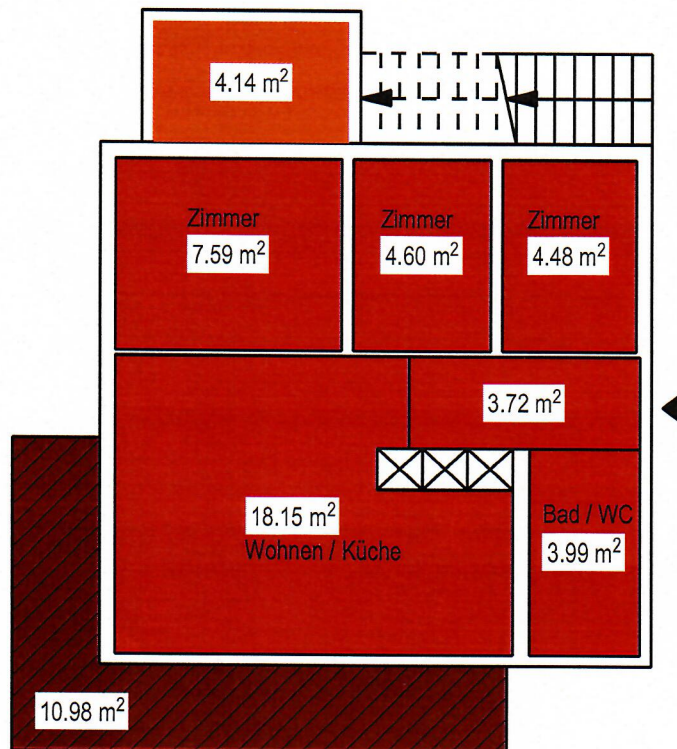 4.14 m²
Zimmer
7.59 m²
Zimmer
4.60 m²
Zimmer
4.48 m²
3.72 m²
18.15 m²
Wohnen / Küche
Bad / WC
3.99 m²
10.98 m²